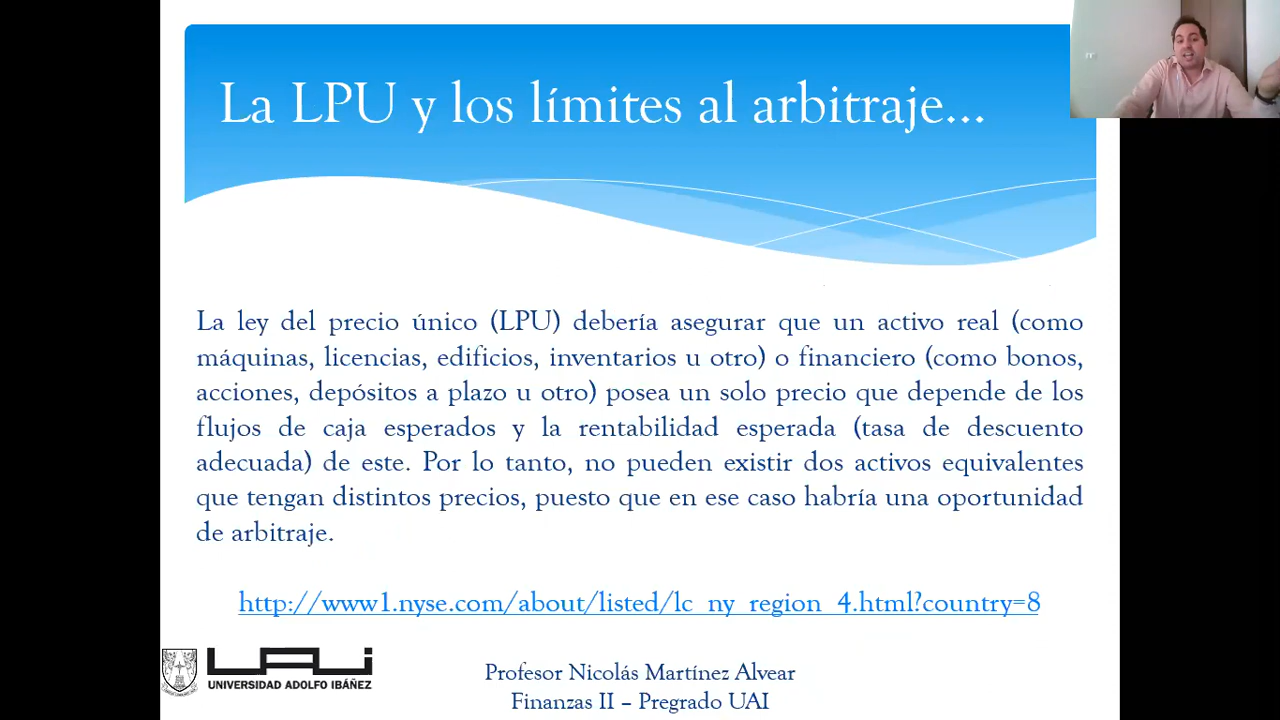 La LPU y los límites al arbitraje...
La ley del precio único (LPU) debería asegurar que un activo real (como
máquinas, licencias, edificios, inventarios u otro) o financiero (como bonos,
acciones, depósitos a plazo u otro) posea un solo precio que depende de los
flujos de caja esperados y la rentabilidad esperada (tasa de descuento
adecuada) de este. Por lo tanto, no pueden existir dos activos equivalentes
que tengan distintos precios, puesto que en ese caso habría una oportunidad
de arbitraje.
http://www1.nyse.com/about/listed/lc_ny_region_4.html?country=8
UAI
UNIVERSIDAD ADOLFO IBÁÑEZ
Profesor Nicolás Martínez Alvear
Finanzas II – Pregrado UAI